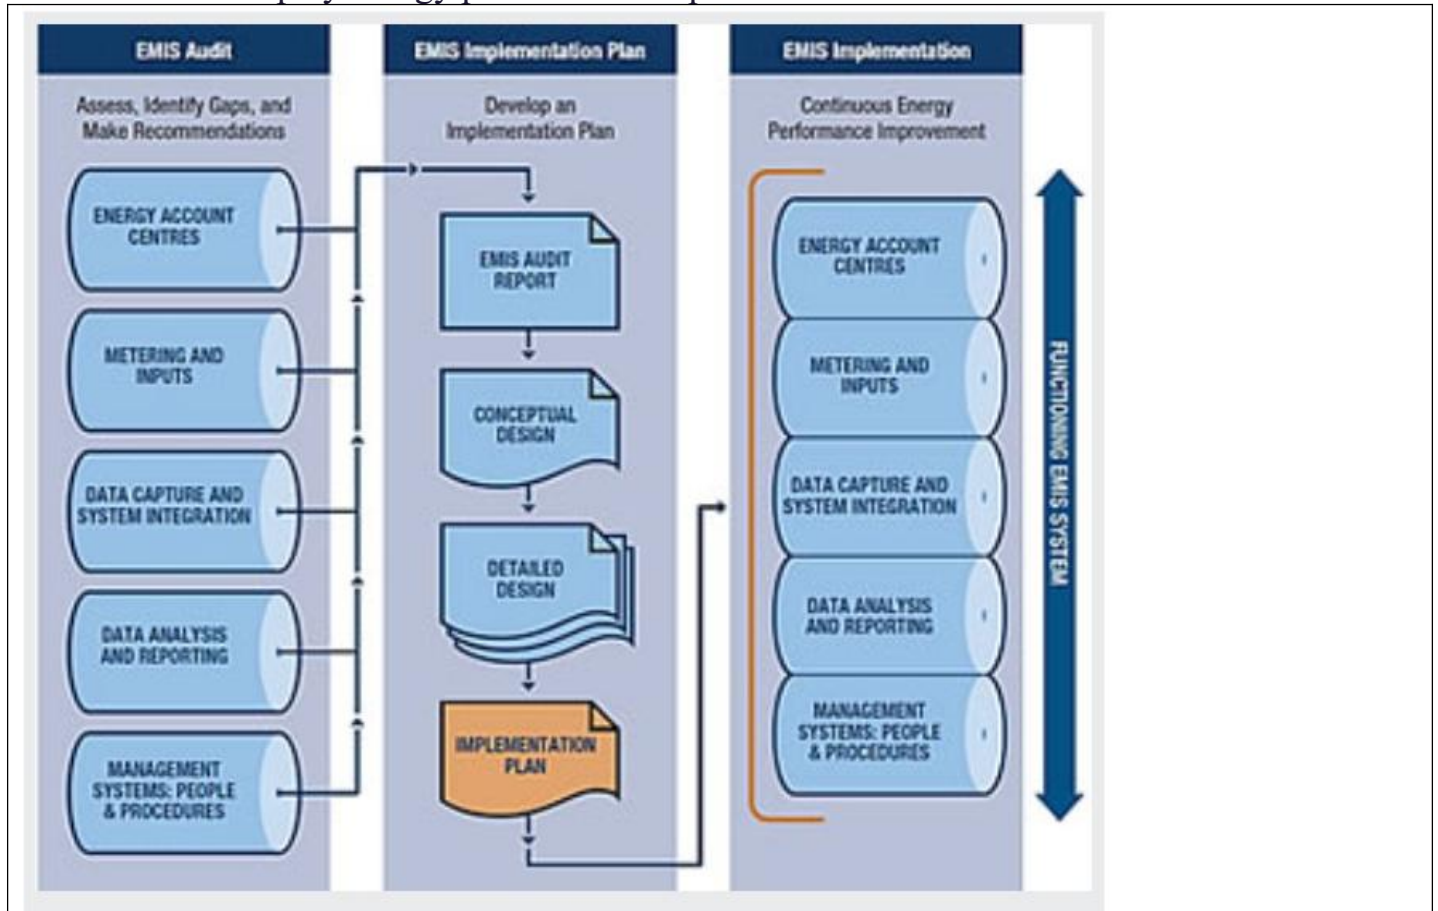 EMIS Audit
Assess, Identify Gaps, and
Make Recommendations
ENERGY ACCOUNT
CENTRES
METERING AND
INPUTS
DATA CAPTURE AND
SYSTEM INTEGRATION
DATA ANALYSIS
AND REPORTING
MANAGEMENT
SYSTEMS: PEOPLE
& PROCEDURES
EMIS Implementation Plan
Develop an
Implementation Plan
EMIS AUDIT
REPORT
CONCEPTUAL
DESIGN
DETAILED
DESIGN
IMPLEMENTATION
PLAN
EMIS Implementation
Continuous Energy
Performance Improvement
ENERGY ACCOUNT
CENTRES
METERING AND
INPUTS
DATA CAPTURE AND
SYSTEM INTEGRATION
DATA ANALYSIS
AND REPORTING
MANAGEMENT
SYSTEMS: PEOPLE
& PROCEDURES
FUNCTIONING EMIS SYSTEM